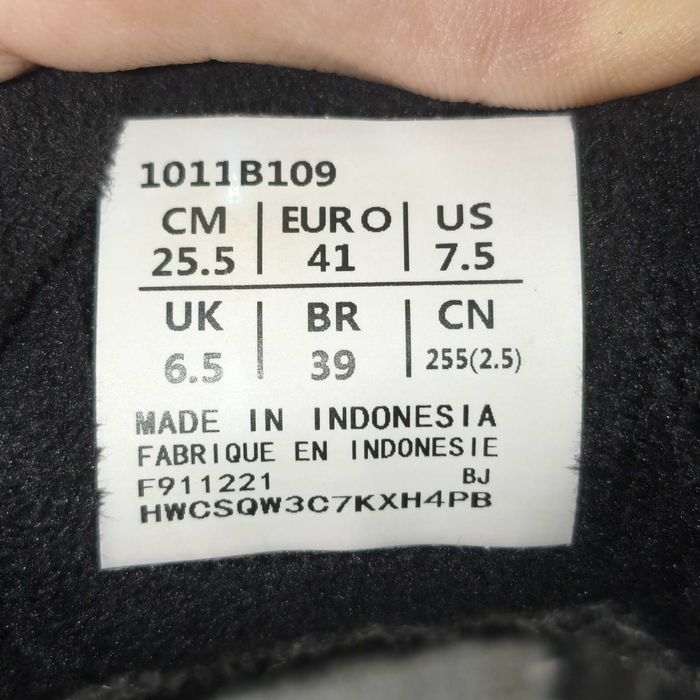 1011B109
CM | EURO | US
25.5 | 41 | 7.5
UK | BR | CN
6.5 | 39 | 255(2.5)
MADE IN INDONESIA
FABRIQUE EN INDONESIE
F911221 BJ
HWCSQW3C7KXH4PB